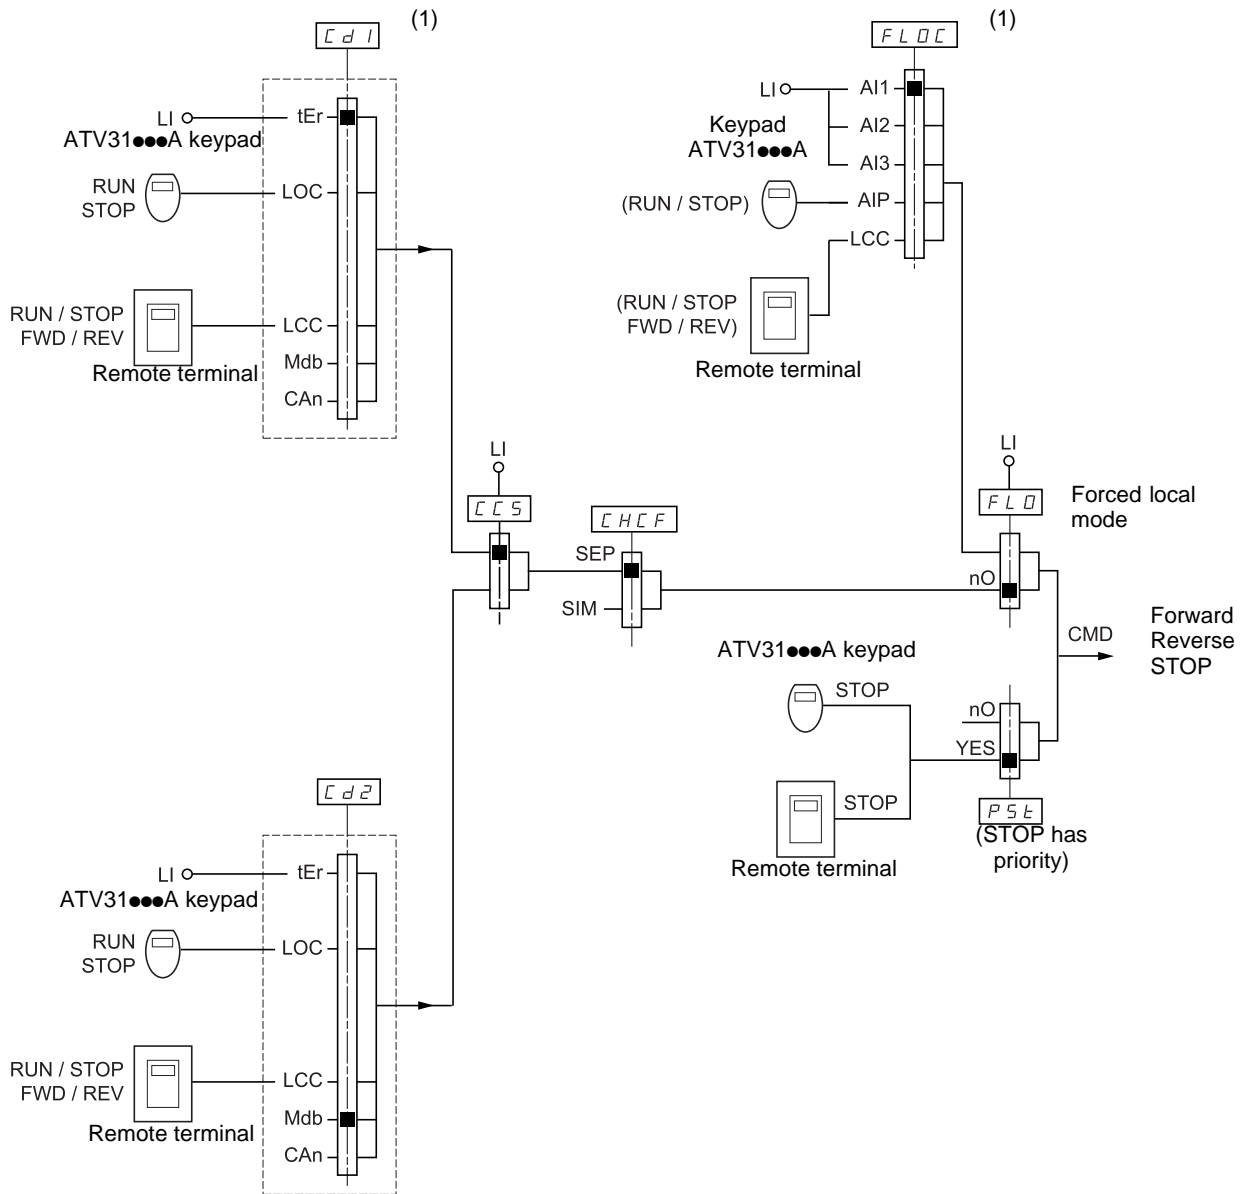 Cd1
(1)
LI
tEr
ATV31●●●A keypad
RUN
STOP
LOC
RUN / STOP
FWD / REV
LCC
Remote terminal
Mdb
CAn
FLOC
(1)
LI
AI1
Keypad
ATV31●●●A
AI2
AI3
(RUN / STOP)
AIP
LCC
(RUN / STOP
FWD / REV)
Remote terminal
LI
CCS
CHCF
SEP
SIM
LI
FLO
Forced local
mode
nO
CMD
Forward
Reverse
STOP
ATV31●●●A keypad
STOP
nO
YES
STOP
Remote terminal
PSt
(STOP has
priority)
Cd2
LI
tEr
ATV31●●●A keypad
RUN
STOP
LOC
RUN / STOP
FWD / REV
LCC
Remote terminal
Mdb
CAn